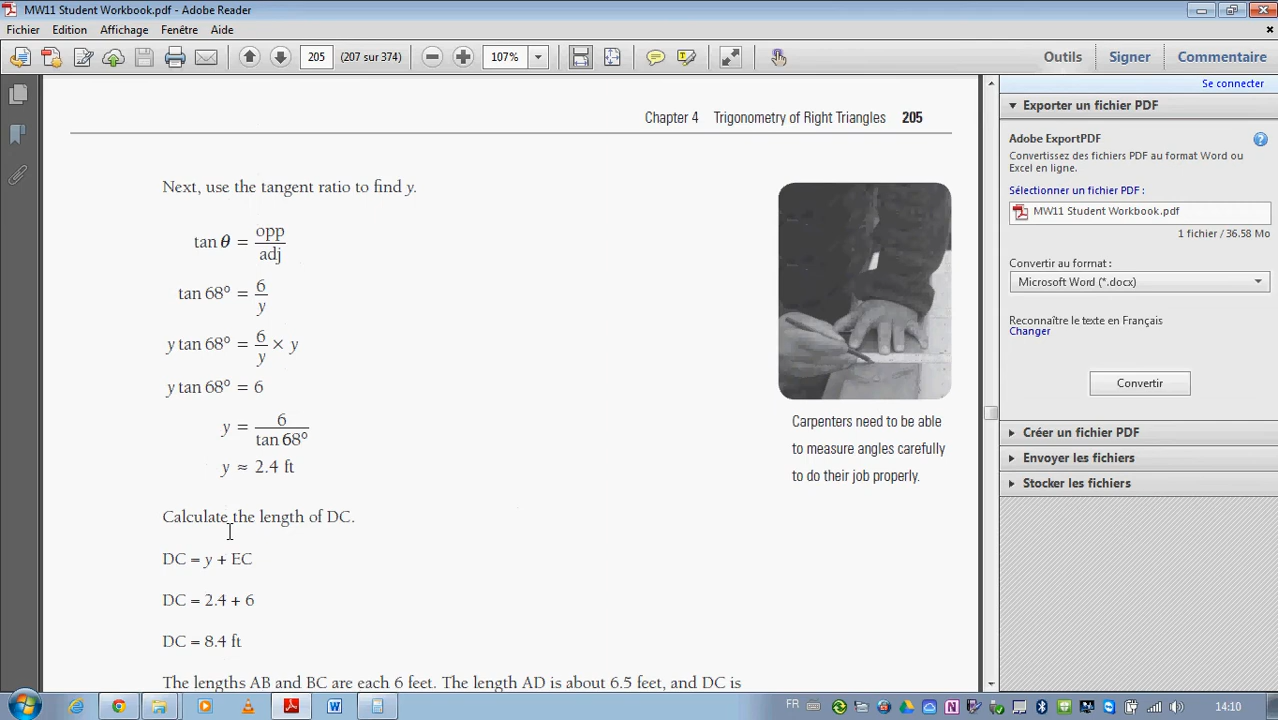 MW11 Student Workbook.pdf - Adobe Reader
Fichier Edition Affichage Fenêtre Aide
205 (207 sur 374) 107% Outils Signer Commentaire
Se connecter
Chapter 4 Trigonometry of Right Triangles 205
Next, use the tangent ratio to find y.
tan θ = opp/adj
tan 68° = 6/y
y tan 68° = 6/y × y
y tan 68° = 6
y = 6/tan 68°
y ≈ 2.4 ft
Calculate the length of DC.
DC = y + EC
DC = 2.4 + 6
DC = 8.4 ft
The lengths AB and BC are each 6 feet. The length AD is about 6.5 feet, and DC is
Carpenters need to be able
to measure angles carefully
to do their job properly.
Exporter un fichier PDF
Adobe ExportPDF
Convertissez des fichiers PDF au format Word ou
Excel en ligne.
Sélectionner un fichier PDF :
MW11 Student Workbook.pdf
1 fichier / 36.58 Mo
Convertir au format :
Microsoft Word (*.docx)
Reconnaître le texte en Français
Changer
Convertir
Créer un fichier PDF
Envoyer les fichiers
Stocker les fichiers
FR 14:10